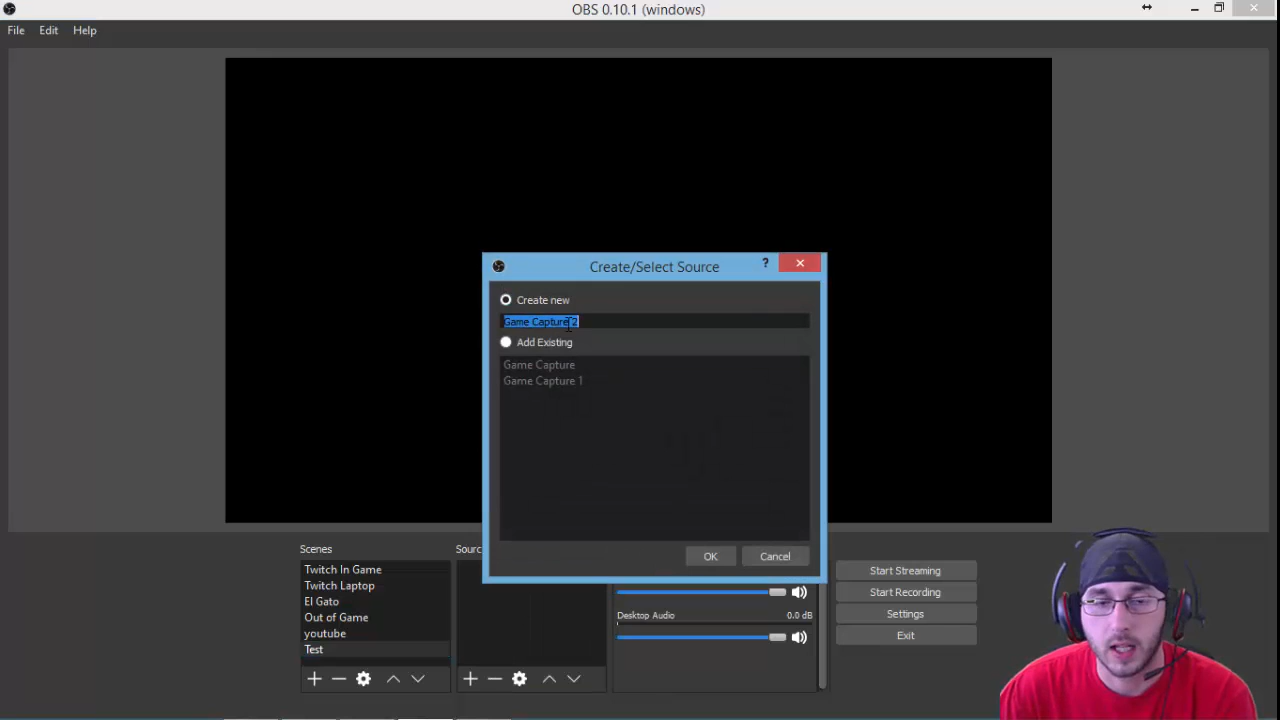 OBS 0.10.1 (windows)
File Edit Help
Create/Select Source
?
Create new
Game Capture 2
Add Existing
Game Capture
Game Capture 1
OK Cancel
Scenes
Twitch In Game
Twitch Laptop
El Gato
Out of Game
youtube
Test
Sourc
Desktop Audio 0.0 dB
Start Streaming
Start Recording
Settings
Exit